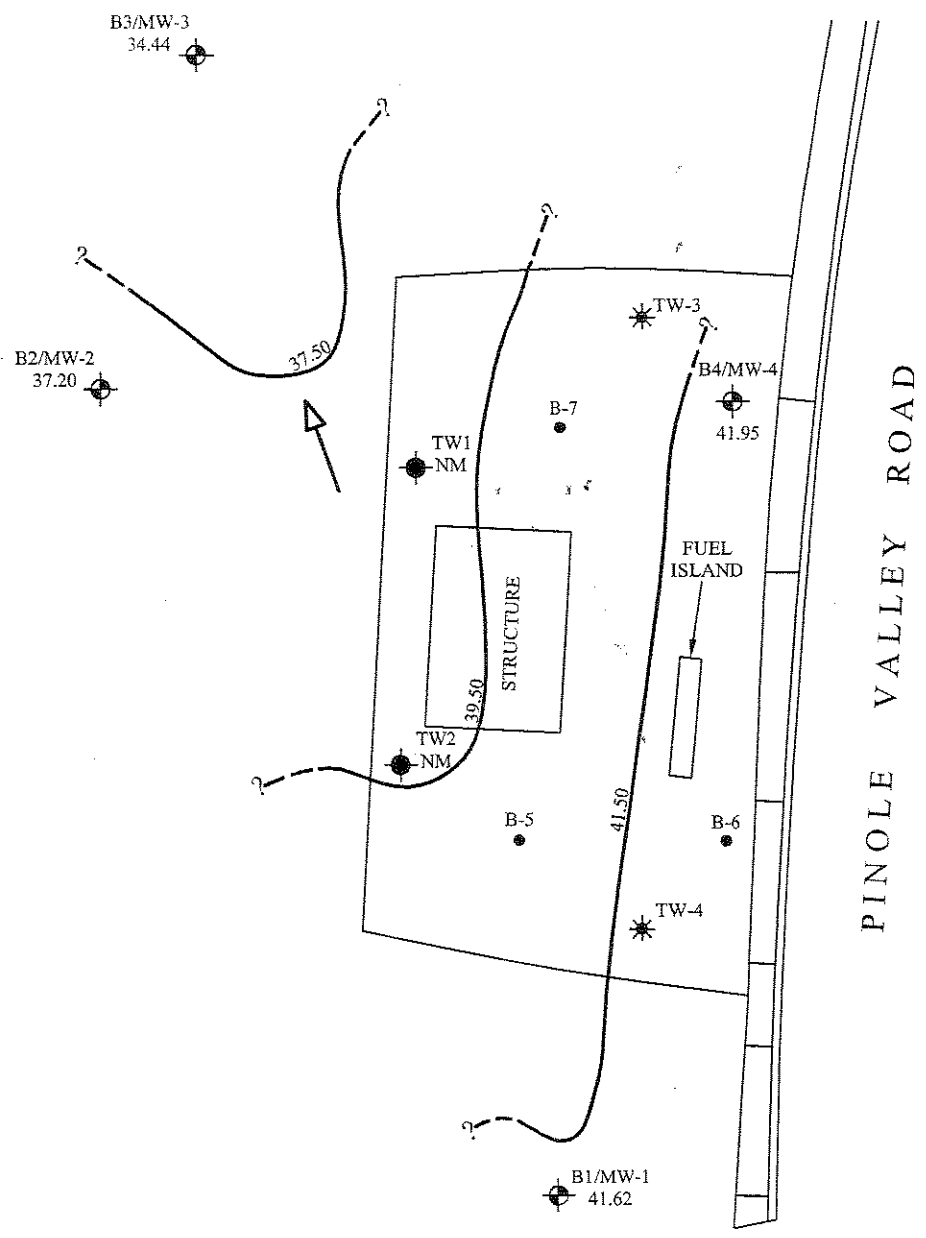 B3/MW-3
34.44
?
?
?
TW-3
?
37.50
B2/MW-2
37.20
B4/MW-4
41.95
B-7
TW1
NM
FUEL
ISLAND
STRUCTURE
39.50
TW2
NM
?
41.50
B-5
B-6
TW-4
?
B1/MW-1
41.62
PINOLE VALLEY ROAD